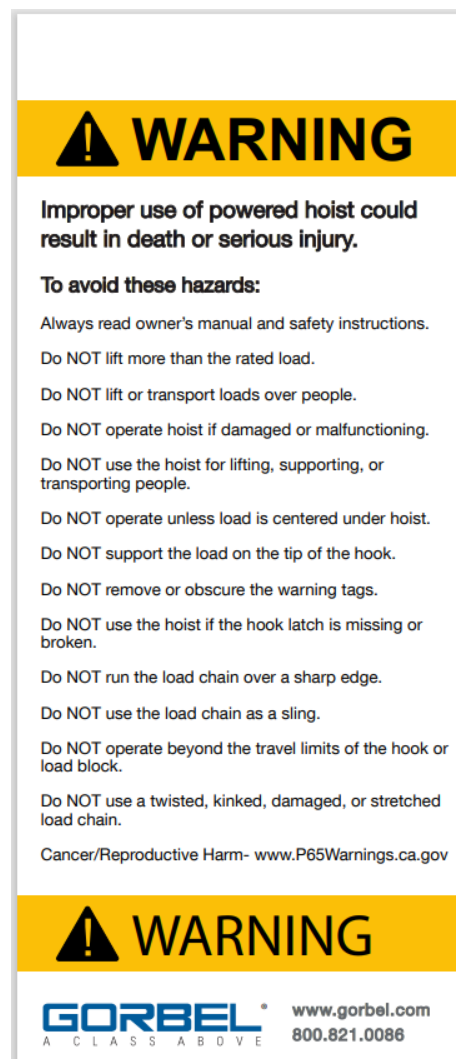 WARNING
Improper use of powered hoist could
result in death or serious injury.
To avoid these hazards:
Always read owner's manual and safety instructions.
Do NOT lift more than the rated load.
Do NOT lift or transport loads over people.
Do NOT operate hoist if damaged or malfunctioning.
Do NOT use the hoist for lifting, supporting, or
transporting people.
Do NOT operate unless load is centered under hoist.
Do NOT support the load on the tip of the hook.
Do NOT remove or obscure the warning tags.
Do NOT use the hoist if the hook latch is missing or
broken.
Do NOT run the load chain over a sharp edge.
Do NOT use the load chain as a sling.
Do NOT operate beyond the travel limits of the hook or
load block.
Do NOT use a twisted, kinked, damaged, or stretched
load chain.
Cancer/Reproductive Harm- www.P65Warnings.ca.gov
WARNING
GORBEL®
A CLASS ABOVE
www.gorbel.com
800.821.0086